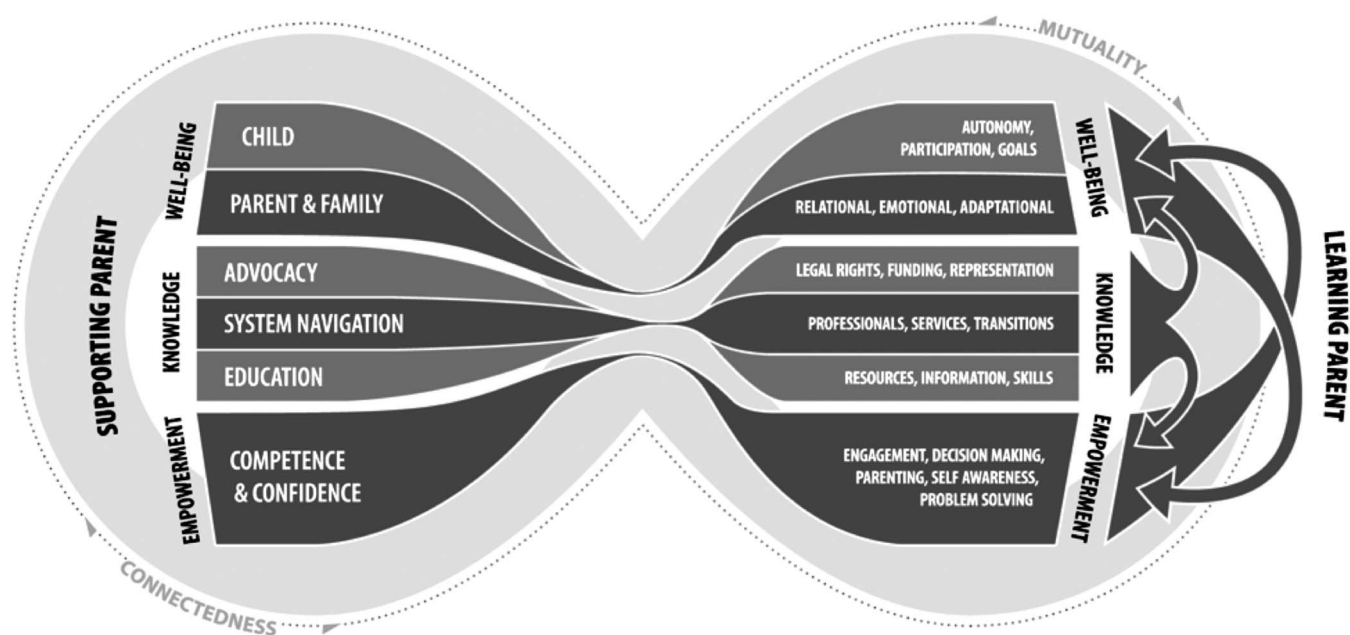 SUPPORTING PARENT
WELL-BEING
CHILD
PARENT & FAMILY
KNOWLEDGE
ADVOCACY
SYSTEM NAVIGATION
EDUCATION
EMPOWERMENT
COMPETENCE
& CONFIDENCE
CONNECTEDNESS
MUTUALITY
AUTONOMY,
PARTICIPATION, GOALS
RELATIONAL, EMOTIONAL, ADAPTATIONAL
WELL-BEING
LEGAL RIGHTS, FUNDING, REPRESENTATION
PROFESSIONALS, SERVICES, TRANSITIONS
RESOURCES, INFORMATION, SKILLS
KNOWLEDGE
ENGAGEMENT, DECISION MAKING,
PARENTING, SELF AWARENESS,
PROBLEM SOLVING
EMPOWERMENT
LEARNING PARENT